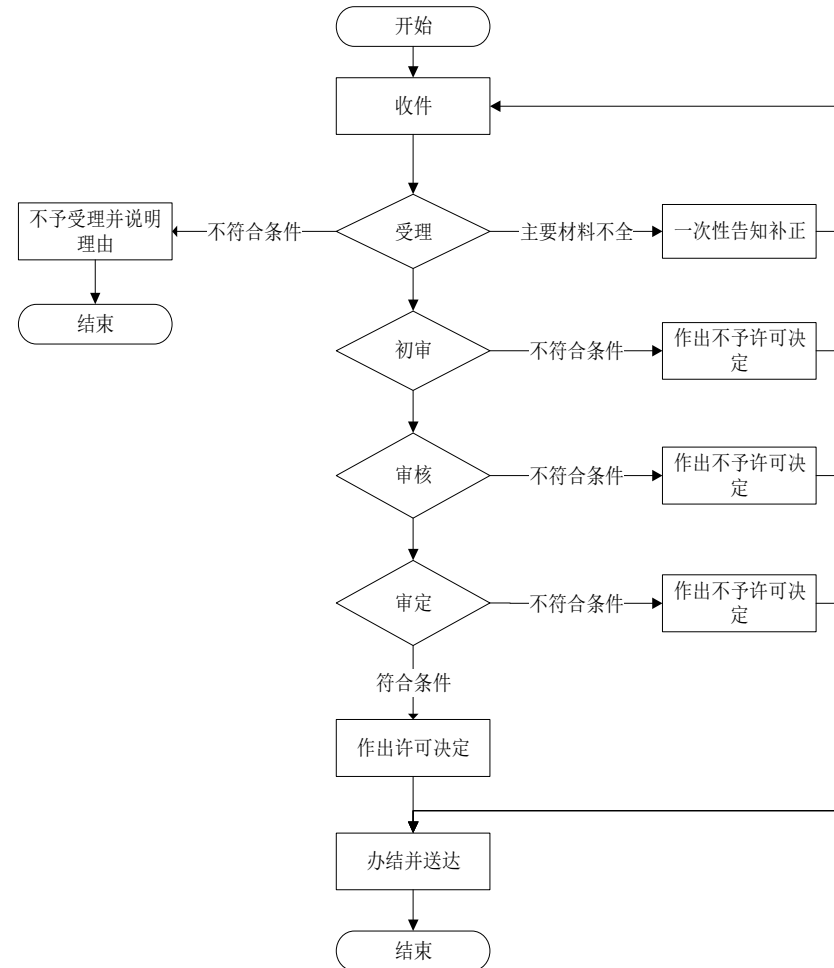 开始
收件
不予受理并说明
理由
不符合条件
受理
主要材料不全
一次性告知补正
结束
初审
不符合条件
作出不予许可决
定
审核
不符合条件
作出不予许可决
定
审定
不符合条件
作出不予许可决
定
符合条件
作出许可决定
办结并送达
结束